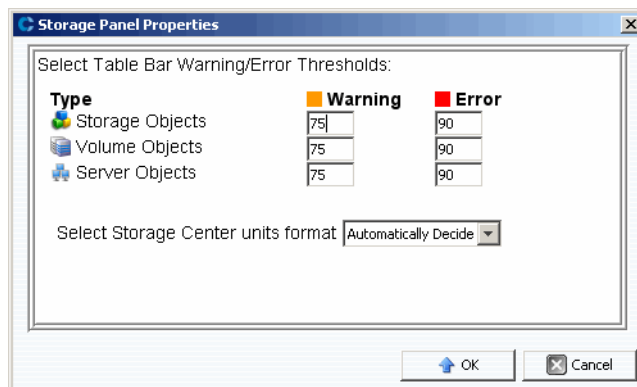 Storage Panel Properties
Select Table Bar Warning/Error Thresholds:
Type Warning Error
Storage Objects 75 90
Volume Objects 75 90
Server Objects 75 90
Select Storage Center units format Automatically Decide
OK Cancel